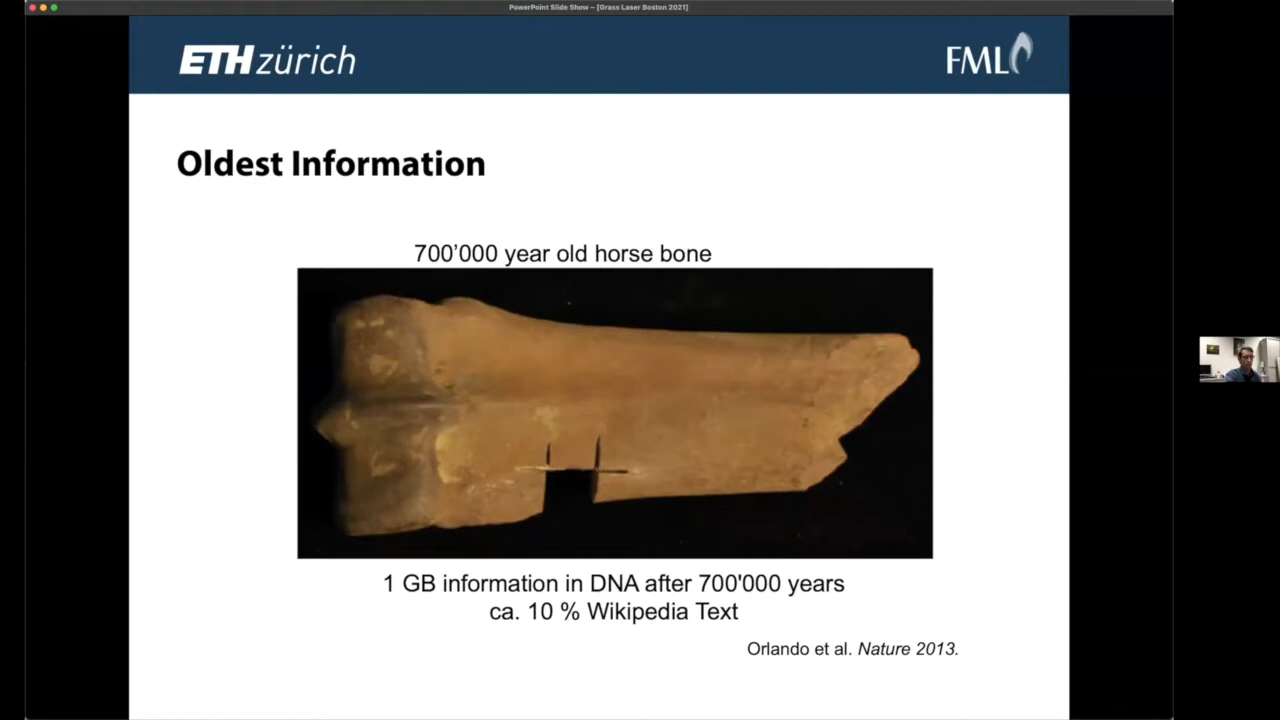 PowerPoint Slide Show – [Grass Laser Boston 2021]
ETH zürich
FML
Oldest Information
700’000 year old horse bone
1 GB information in DNA after 700'000 years
ca. 10 % Wikipedia Text
Orlando et al. Nature 2013.